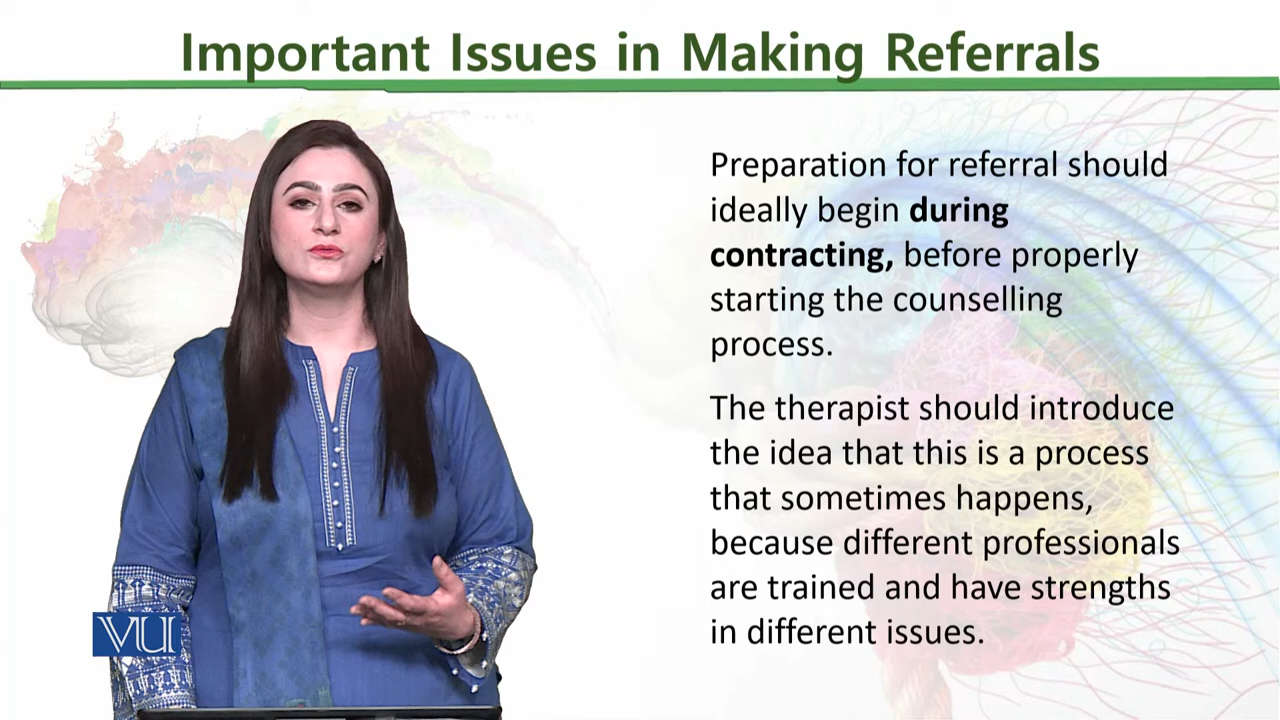 Important Issues in Making Referrals
Preparation for referral should
ideally begin during
contracting, before properly
starting the counselling
process.
The therapist should introduce
the idea that this is a process
that sometimes happens,
because different professionals
are trained and have strengths
in different issues.
VU